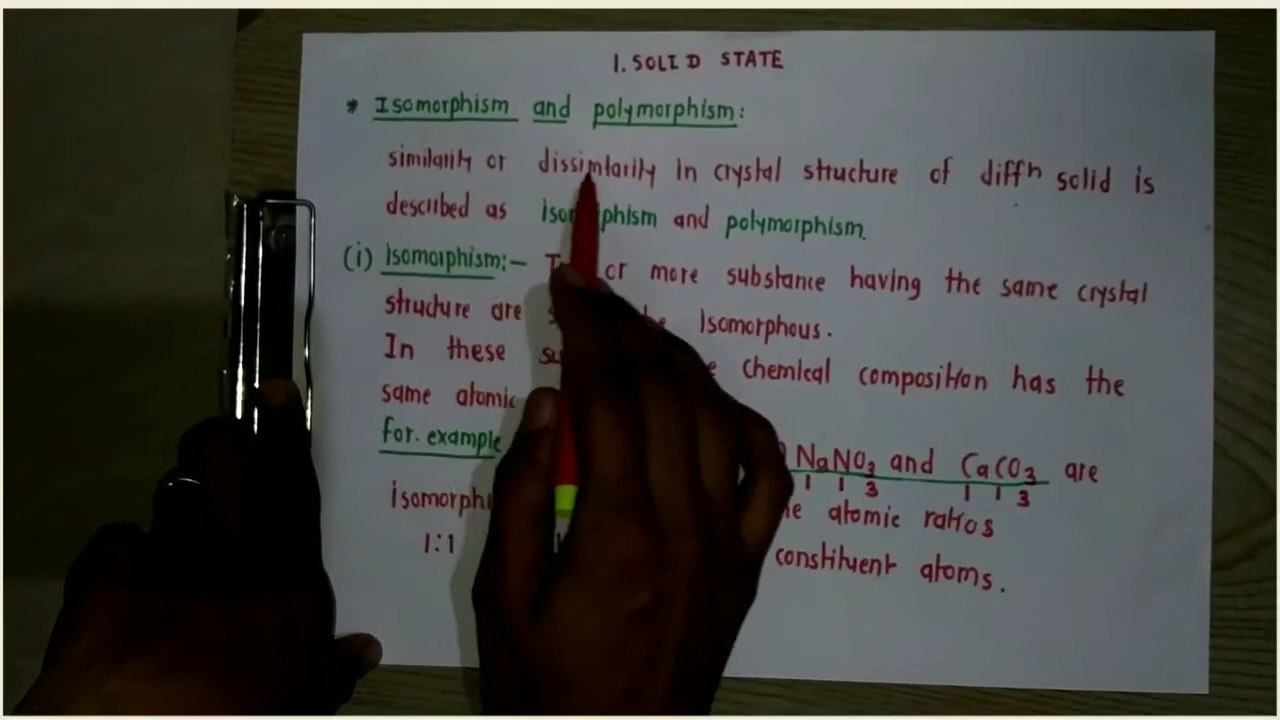 1. SOLID STATE
* Isomorphism and polymorphism:
similarity or dissimilarity in crystal structure of diffn solid is
described as phism and polymorphism.
(i) Isomorphism:- or more substance having the same crystal
structure are Isomorphous.
In these chemical composition has the
same atomic
for. example NaNO3 and CaCO3 are
1 1 3 1 1 3
isomorphi atomic ratios
1:1 constituent atoms.